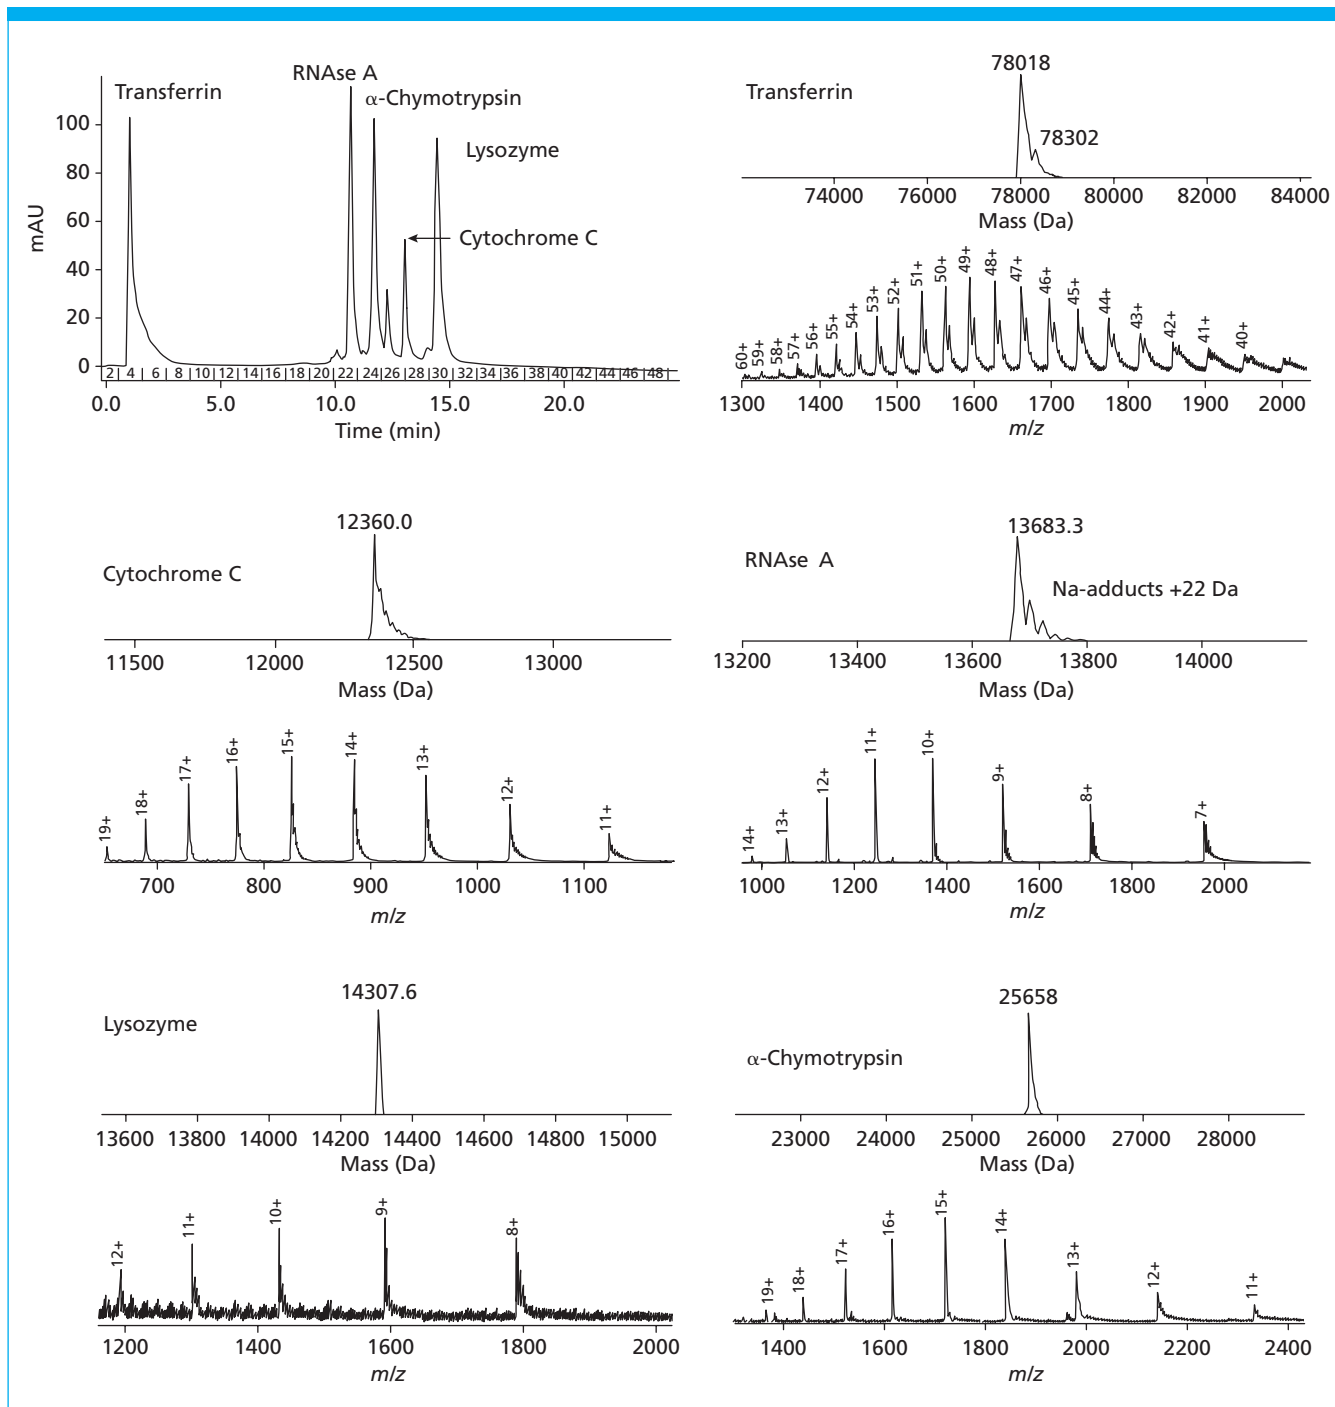 RNAse A
Transferrin
α-Chymotrypsin
Lysozyme
Cytochrome C
mAU
100
80
60
40
20
0
2 4 6 8 10 12 14 16 18 20 22 24 26 28 30 32 34 36 38 40 42 44 46 48
0.0 5.0 10.0 15.0 20.0
Time (min)
78018
Transferrin
78302
74000 76000 78000 80000 82000 84000
Mass (Da)
60+ 59+ 58+ 57+ 56+ 55+ 54+ 53+ 52+ 51+ 50+ 49+ 48+ 47+ 46+ 45+ 44+ 43+ 42+ 41+ 40+
1300 1400 1500 1600 1700 1800 1900 2000
m/z
12360.0
Cytochrome C
11500 12000 12500 13000
Mass (Da)
19+ 18+ 17+ 16+ 15+ 14+ 13+ 12+ 11+
700 800 900 1000 1100
m/z
13683.3
RNAse A
Na-adducts +22 Da
13200 13400 13600 13800 14000
Mass (Da)
14+ 13+ 12+ 11+ 10+ 9+ 8+ 7+
1000 1200 1400 1600 1800 2000
m/z
14307.6
Lysozyme
13600 13800 14000 14200 14400 14600 14800 15000
Mass (Da)
12+ 11+ 10+ 9+ 8+
1200 1400 1600 1800 2000
m/z
25658
α-Chymotrypsin
23000 24000 25000 26000 27000 28000
Mass (Da)
19+ 18+ 17+ 16+ 15+ 14+ 13+ 12+ 11+
1400 1600 1800 2000 2200 2400
m/z